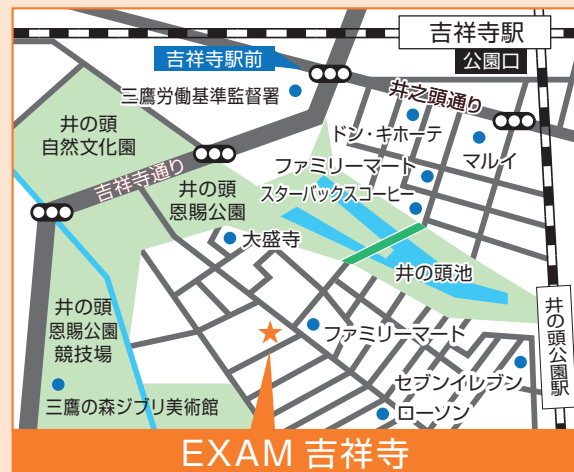 吉祥寺駅
公園口
吉祥寺駅前
三鷹労働基準監督署
井之頭通り
ドン・キホーテ
マルイ
井の頭
自然文化園
吉祥寺通り
ファミリーマート
スターバックスコーヒー
井の頭
恩賜公園
大盛寺
井の頭池
井の頭
恩賜公園
競技場
ファミリーマート
井の頭公園駅
セブンイレブン
三鷹の森ジブリ美術館
ローソン
EXAM 吉祥寺